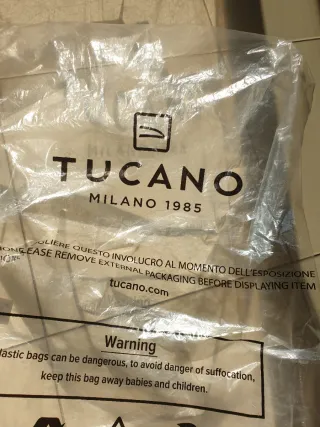 TUCANO
MILANO 1985
GLIERE QUESTO INVOLUCRO AL MOMENTO DELL'ESPOSIZIONE
EASE REMOVE EXTERNAL PACKAGING BEFORE DISPLAYING ITEM
tucano.com
Warning
lastic bags can be dangerous, to avoid danger of suffocation,
keep this bag away babies and children.